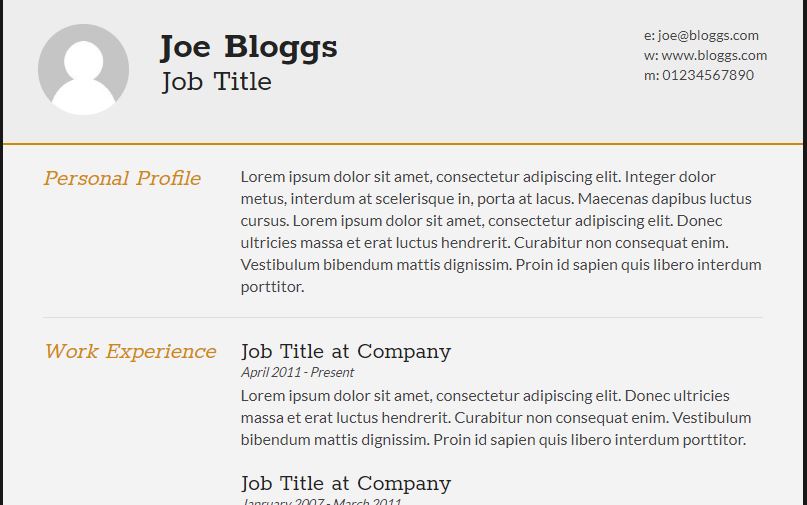 Joe Bloggs
Job Title
e: joe@bloggs.com
w: www.bloggs.com
m: 01234567890
Personal Profile
Lorem ipsum dolor sit amet, consectetur adipiscing elit. Integer dolor
metus, interdum at scelerisque in, porta at lacus. Maecenas dapibus luctus
cursus. Lorem ipsum dolor sit amet, consectetur adipiscing elit. Donec
ultricies massa et erat luctus hendrerit. Curabitur non consequat enim.
Vestibulum bibendum mattis dignissim. Proin id sapien quis libero interdum
porttitor.
Work Experience
Job Title at Company
April 2011 - Present
Lorem ipsum dolor sit amet, consectetur adipiscing elit. Donec ultricies
massa et erat luctus hendrerit. Curabitur non consequat enim. Vestibulum
bibendum mattis dignissim. Proin id sapien quis libero interdum porttitor.
Job Title at Company
Janruary 2007 - March 2011